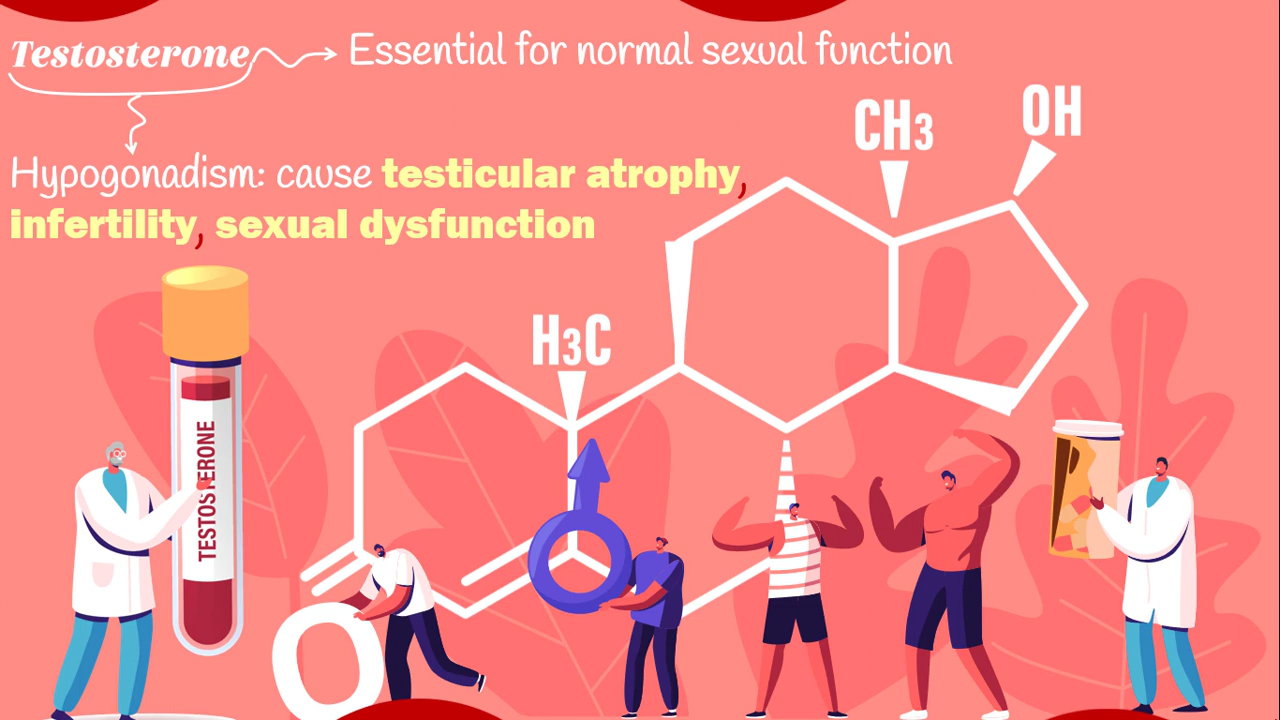 Testosterone → Essential for normal sexual function
Hypogonadism: cause testicular atrophy,
infertility, sexual dysfunction
CH3
OH
H3C
TESTOSTERONE
O